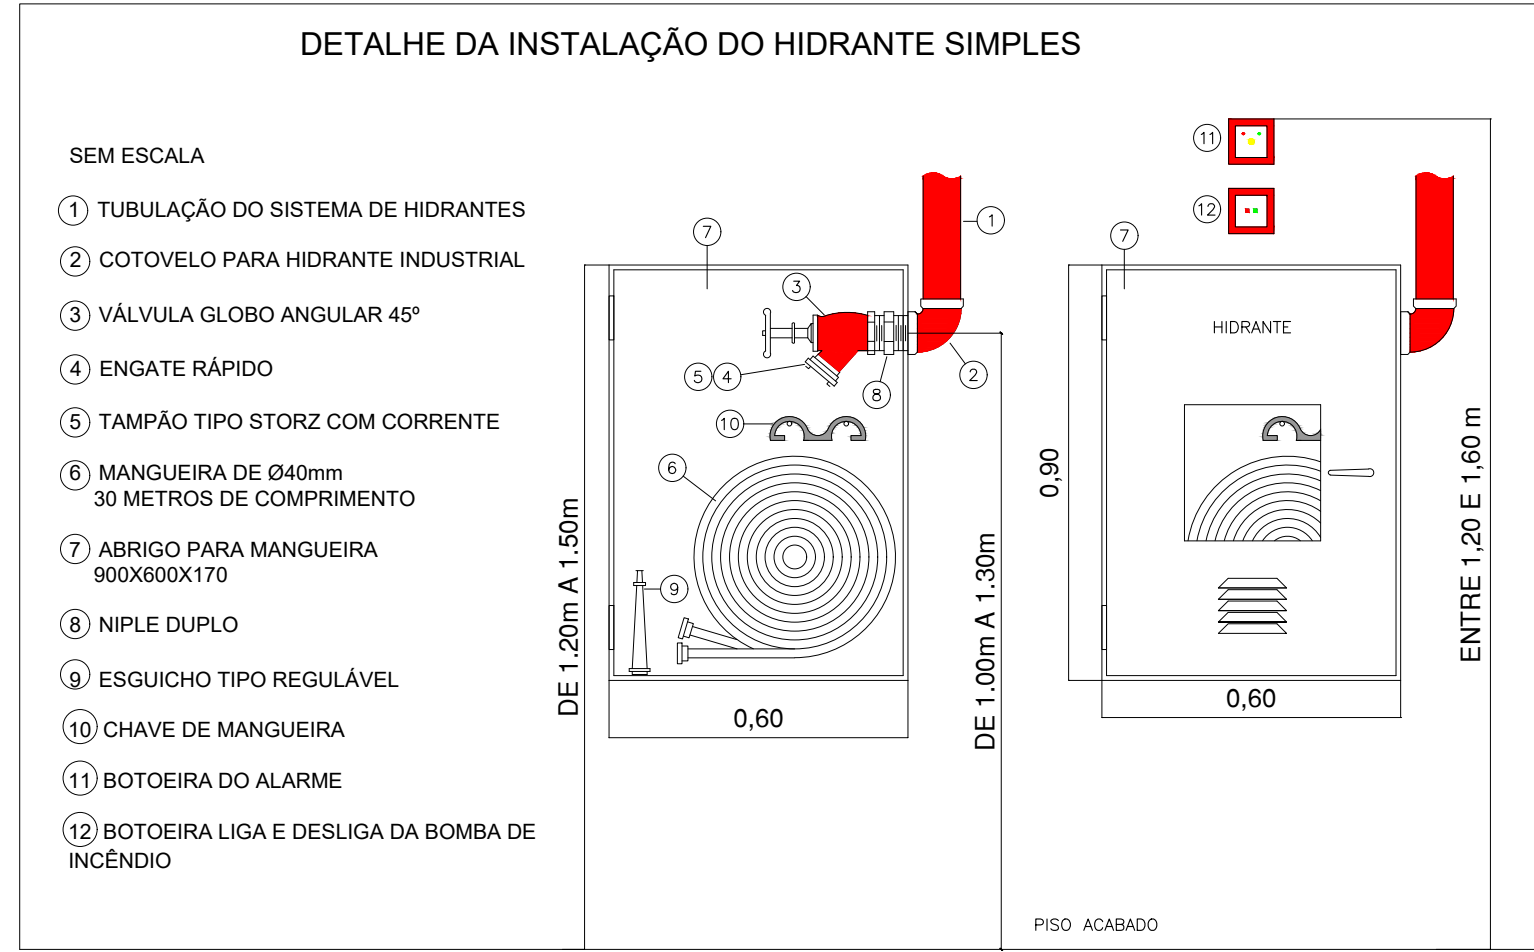 DETALHE DA INSTALAÇÃO DO HIDRANTE SIMPLES
SEM ESCALA
1 TUBULAÇÃO DO SISTEMA DE HIDRANTES
2 COTOVELO PARA HIDRANTE INDUSTRIAL
3 VÁLVULA GLOBO ANGULAR 45º
4 ENGATE RÁPIDO
5 TAMPÃO TIPO STORZ COM CORRENTE
6 MANGUEIRA DE Ø40mm
30 METROS DE COMPRIMENTO
7 ABRIGO PARA MANGUEIRA
900X600X170
8 NIPLE DUPLO
9 ESGUICHO TIPO REGULÁVEL
10 CHAVE DE MANGUEIRA
11 BOTOEIRA DO ALARME
12 BOTOEIRA LIGA E DESLIGA DA BOMBA DE
INCÊNDIO
7
1
3
5 4
8
2
10
6
9
DE 1.20m A 1.50m
0,60
DE 1.00m A 1.30m
11
12
7
HIDRANTE
0,90
0,60
ENTRE 1,20 E 1,60 m
PISO ACABADO